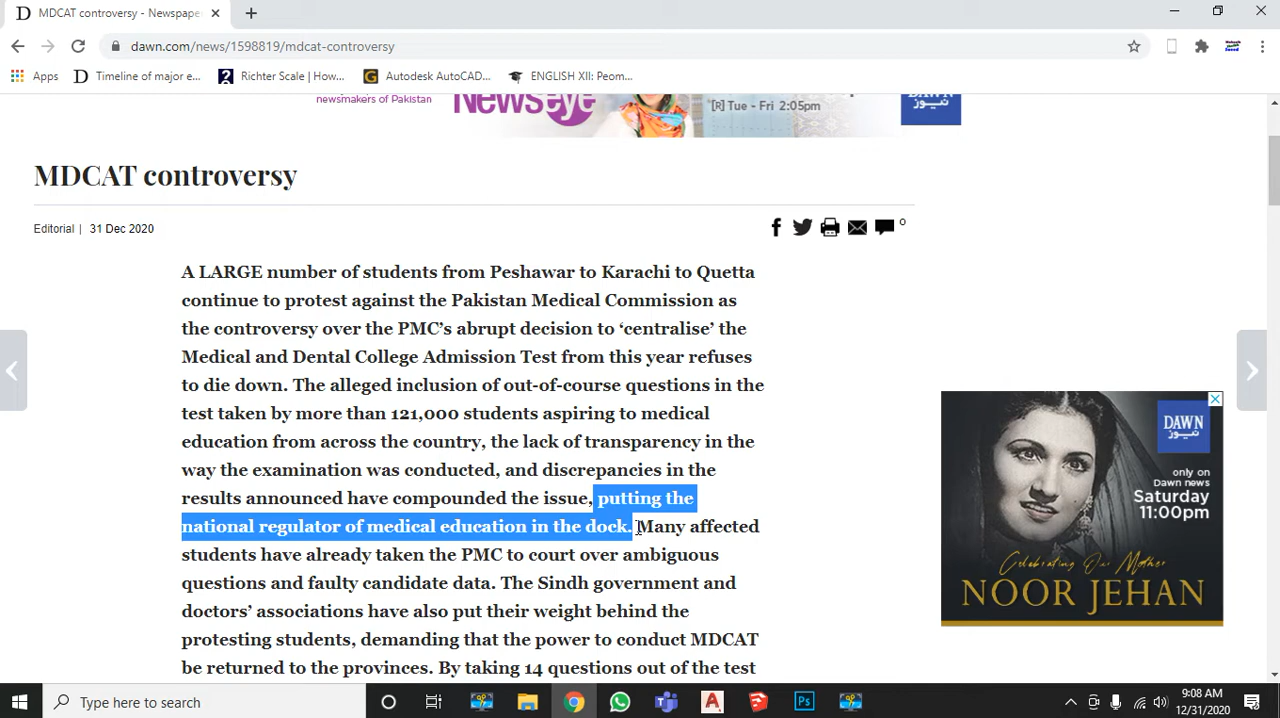 MDCAT controversy - Newspape
dawn.com/news/1598819/mdcat-controversy
Apps
Timeline of major e...
Richter Scale | How...
Autodesk AutoCAD...
ENGLISH XII: Peom...
newsmakers of Pakistan
Newseye
[R] Tue - Fri 2:05pm
DAWN
نیوز
MDCAT controversy
Editorial | 31 Dec 2020
0
A LARGE number of students from Peshawar to Karachi to Quetta
continue to protest against the Pakistan Medical Commission as
the controversy over the PMC’s abrupt decision to ‘centralise’ the
Medical and Dental College Admission Test from this year refuses
to die down. The alleged inclusion of out-of-course questions in the
test taken by more than 121,000 students aspiring to medical
education from across the country, the lack of transparency in the
way the examination was conducted, and discrepancies in the
results announced have compounded the issue, putting the
national regulator of medical education in the dock. Many affected
students have already taken the PMC to court over ambiguous
questions and faulty candidate data. The Sindh government and
doctors’ associations have also put their weight behind the
protesting students, demanding that the power to conduct MDCAT
be returned to the provinces. By taking 14 questions out of the test
DAWN
نیوز
only on
Dawn news
Saturday
11:00pm
Celebrating Our Mother
NOOR JEHAN
Type here to search
9:08 AM
12/31/2020